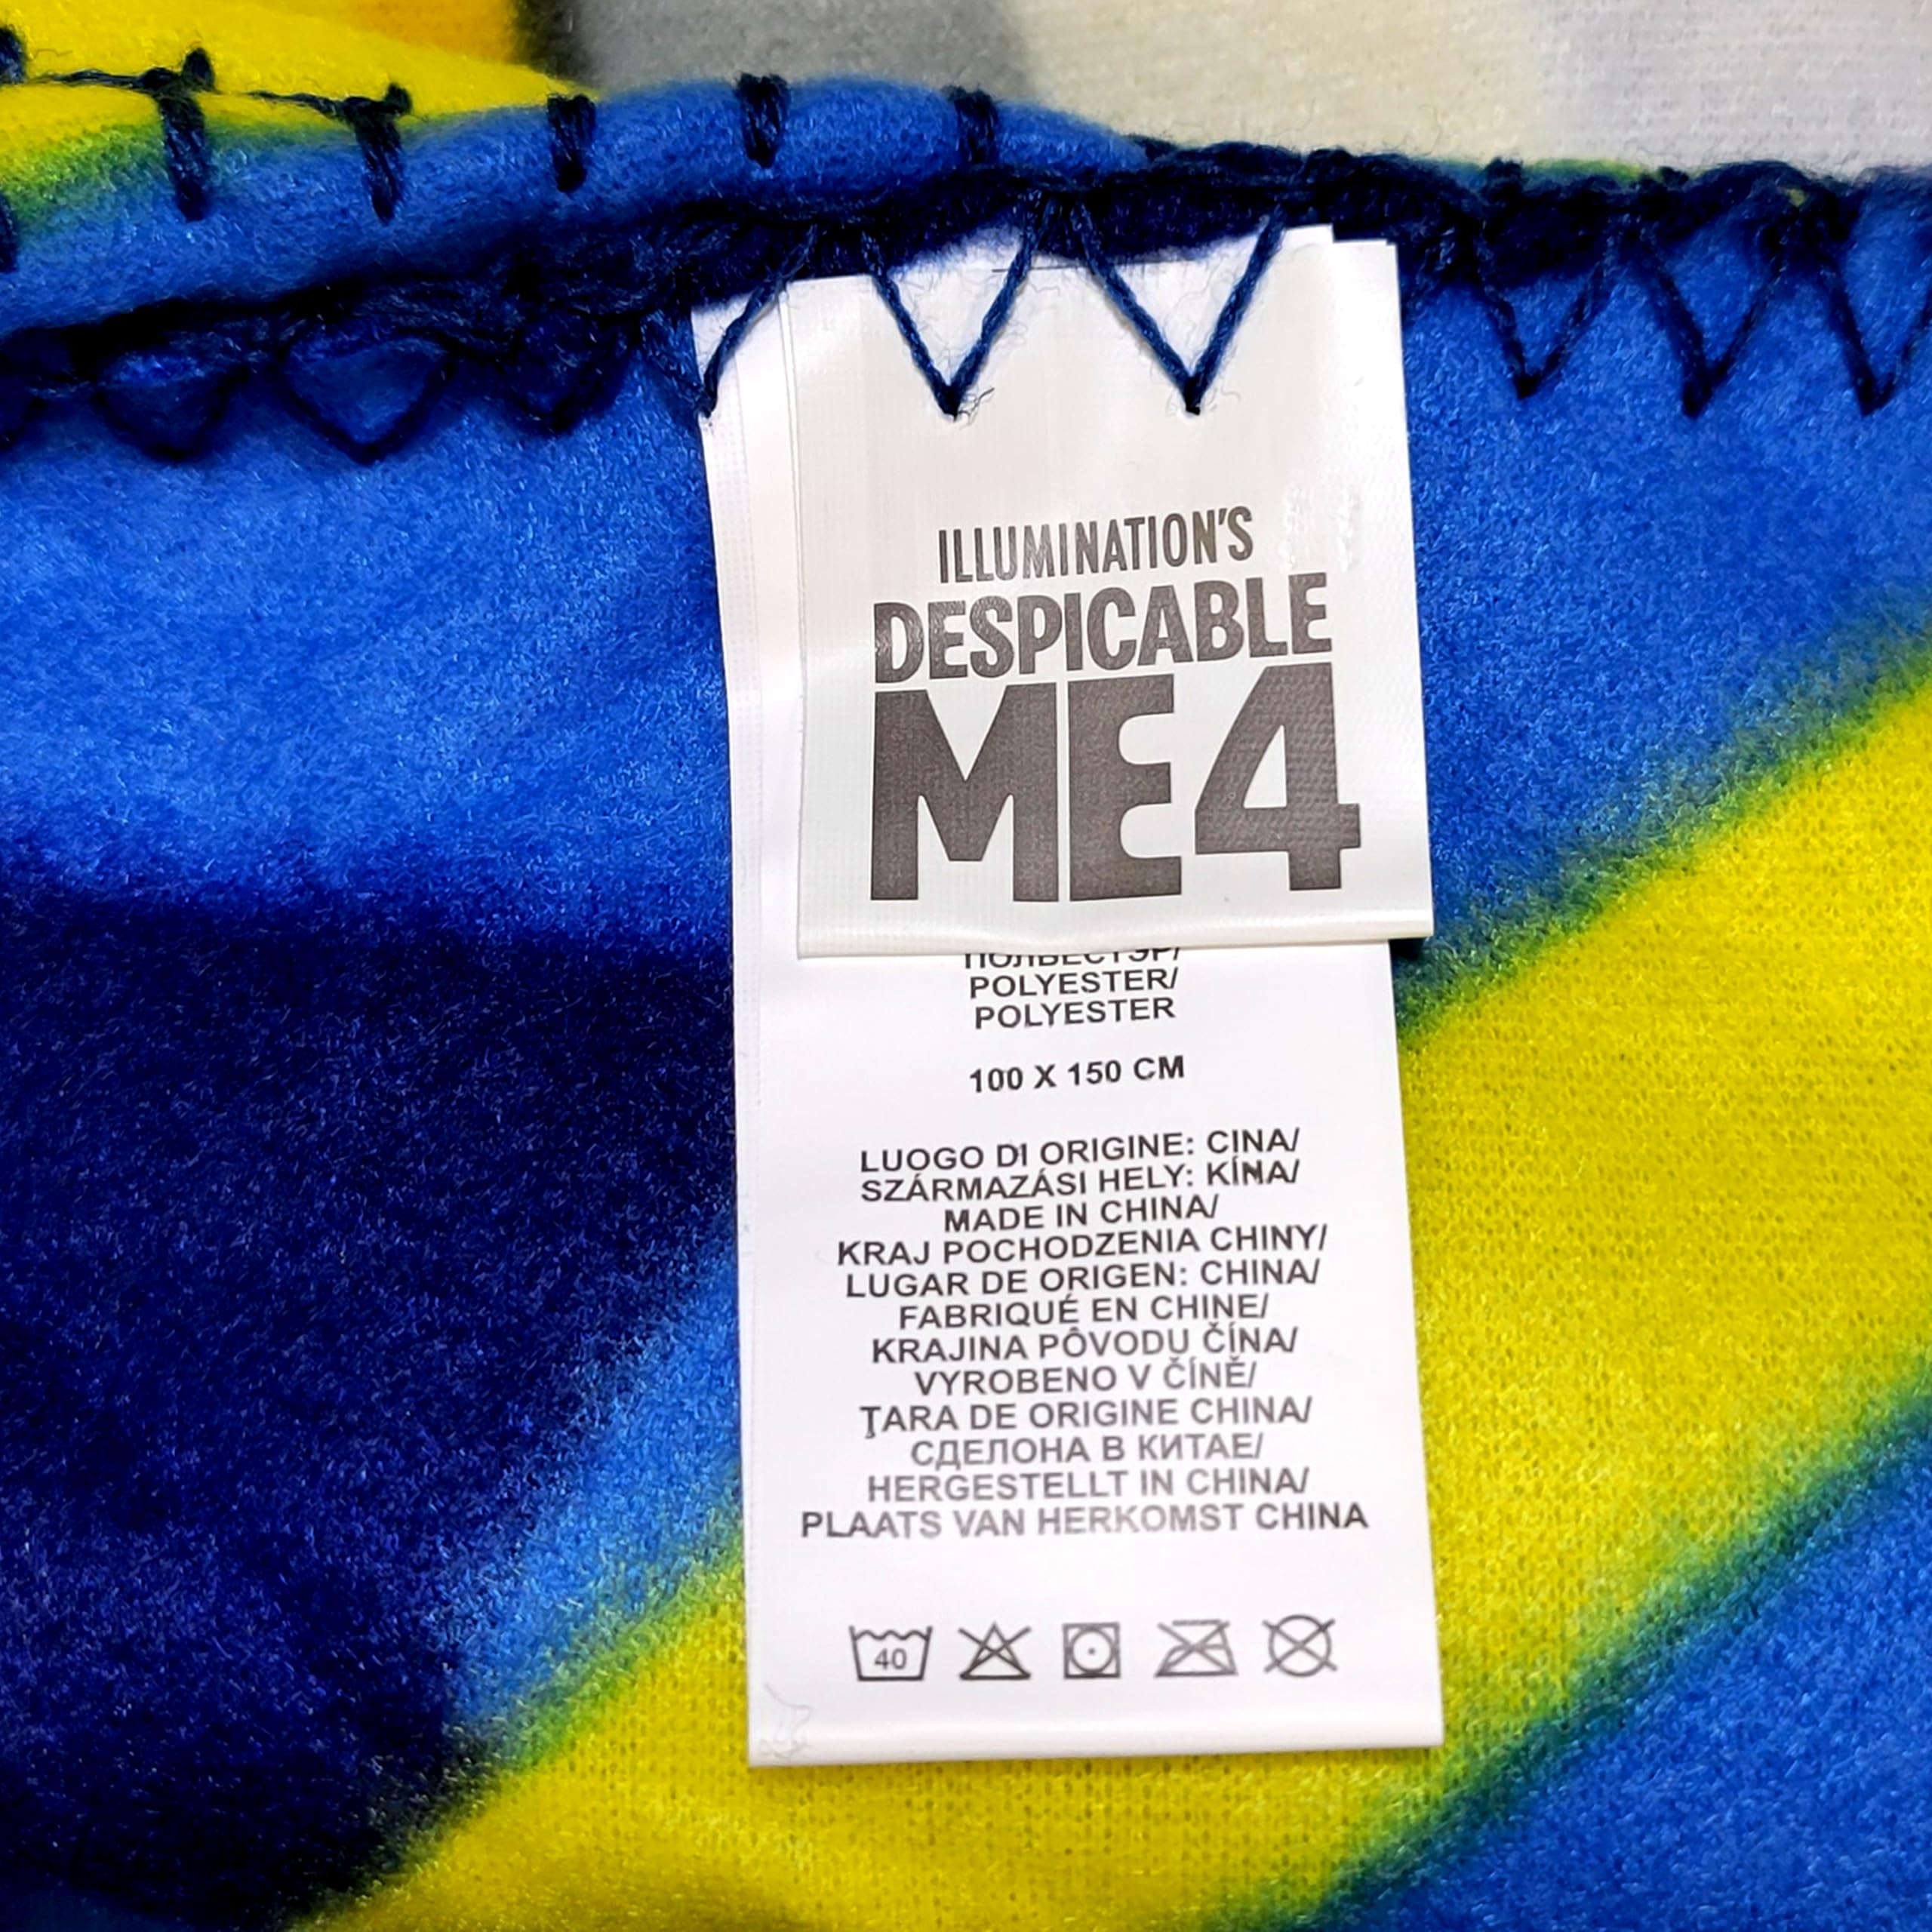 ILLUMINATION'S
DESPICABLE
ME4
POLYESTER/
POLYESTER
100 X 150 CM
LUOGO DI ORIGINE: CINA/
SZÁRMAZÁSI HELY: KÍNA/
MADE IN CHINA/
KRAJ POCHODZENIA CHINY/
LUGAR DE ORIGEN: CHINA/
FABRIQUÉ EN CHINE/
KRAJINA PÔVODU ČÍNA/
VYROBENO V ČÍNĚ/
ŢARA DE ORIGINE CHINA/
СДЕЛОНА В КИТАЕ/
HERGESTELLT IN CHINA/
PLAATS VAN HERKOMST CHINA
40